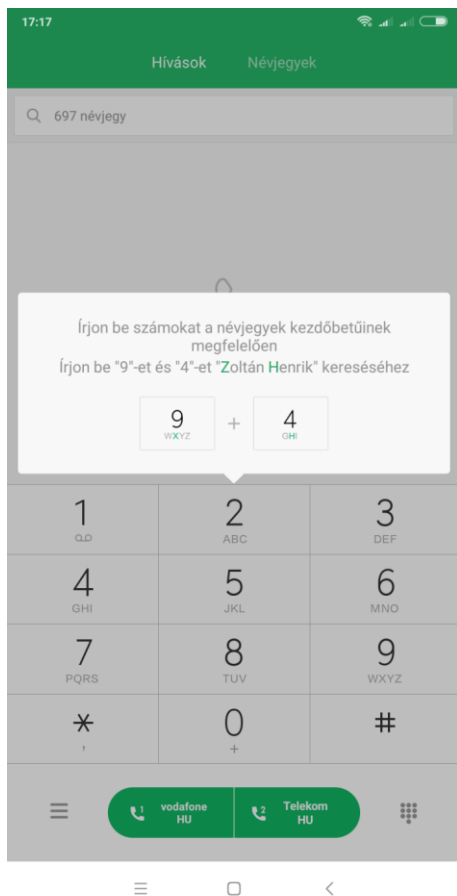 17:17
Hívások Névjegyek
697 névjegy
Írjon be számokat a névjegyek kezdőbetűinek
megfelelően
Írjon be "9"-et és "4"-et "Zoltán Henrik" kereséséhez
9 + 4
WXYZ GHI
1 2 3
ABC DEF
4 5 6
GHI JKL MNO
7 8 9
PQRS TUV WXYZ
* 0 #
, +
1 vodafone 2 Telekom
HU HU